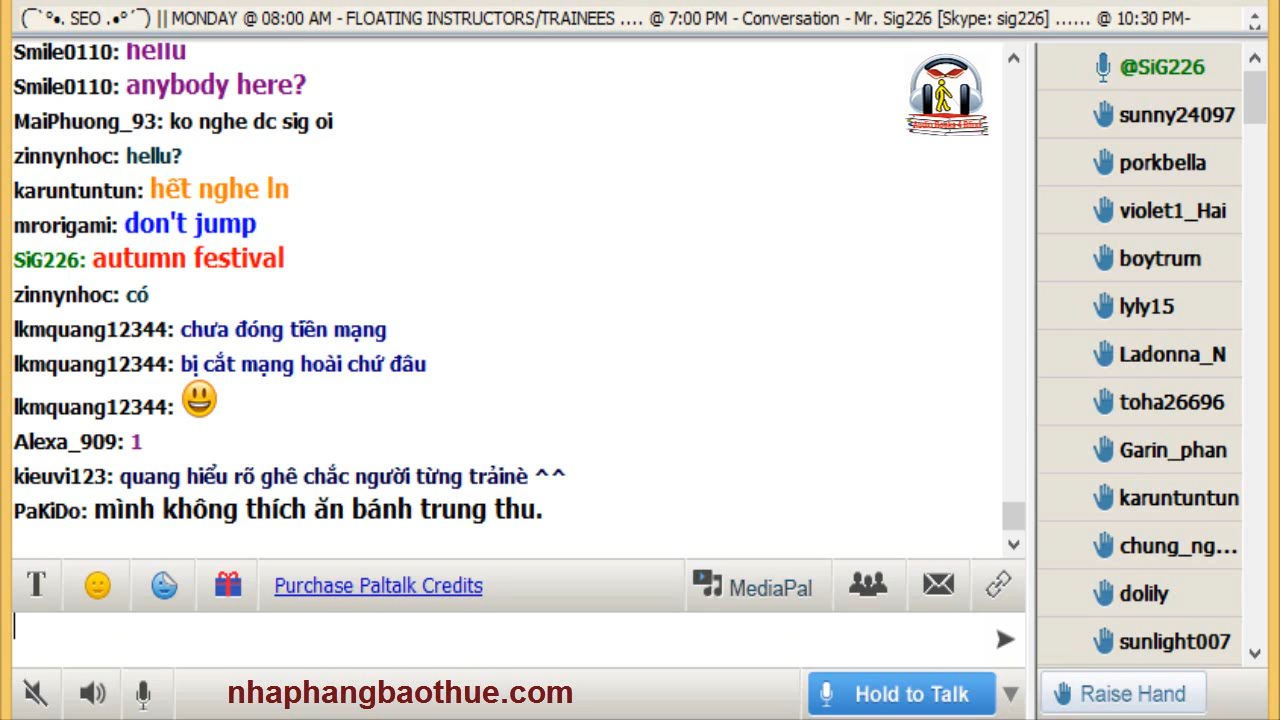 (¯`°•. SEO .•°´¯) || MONDAY @ 08:00 AM - FLOATING INSTRUCTORS/TRAINEES .... @ 7:00 PM - Conversation - Mr. Sig226 [Skype: sig226] ...... @ 10:30 PM-
Smile0110: hellu
Smile0110: anybody here?
MaiPhuong_93: ko nghe dc sig oi
zinnynhoc: hellu?
karuntuntun: hết nghe ln
mrorigami: don't jump
SiG226: autumn festival
zinnynhoc: có
lkmquang12344: chưa đóng tiền mạng
lkmquang12344: bị cắt mạng hoài chứ đâu
lkmquang12344:
Alexa_909: 1
kieuvi123: quang hiểu rõ ghê chắc người từng trảinè ^^
PaKiDo: mình không thích ăn bánh trung thu.
@SiG226
sunny24097
porkbella
violet1_Hai
boytrum
lyly15
Ladonna_N
toha26696
Garin_phan
karuntuntun
chung_ng...
dolily
sunlight007
T
Purchase Paltalk Credits
MediaPal
nhaphangbaothue.com
Hold to Talk
Raise Hand